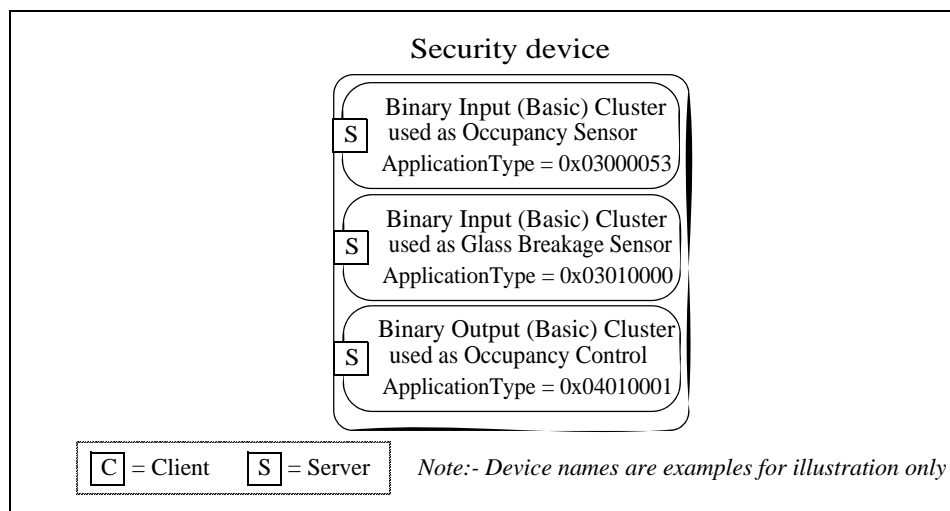 Security device
Binary Input (Basic) Cluster
used as Occupancy Sensor
S
ApplicationType = 0x03000053
Binary Input (Basic) Cluster
used as Glass Breakage Sensor
S
ApplicationType = 0x03010000
Binary Output (Basic) Cluster
used as Occupancy Control
S
ApplicationType = 0x04010001
C = Client S = Server Note:- Device names are examples for illustration only